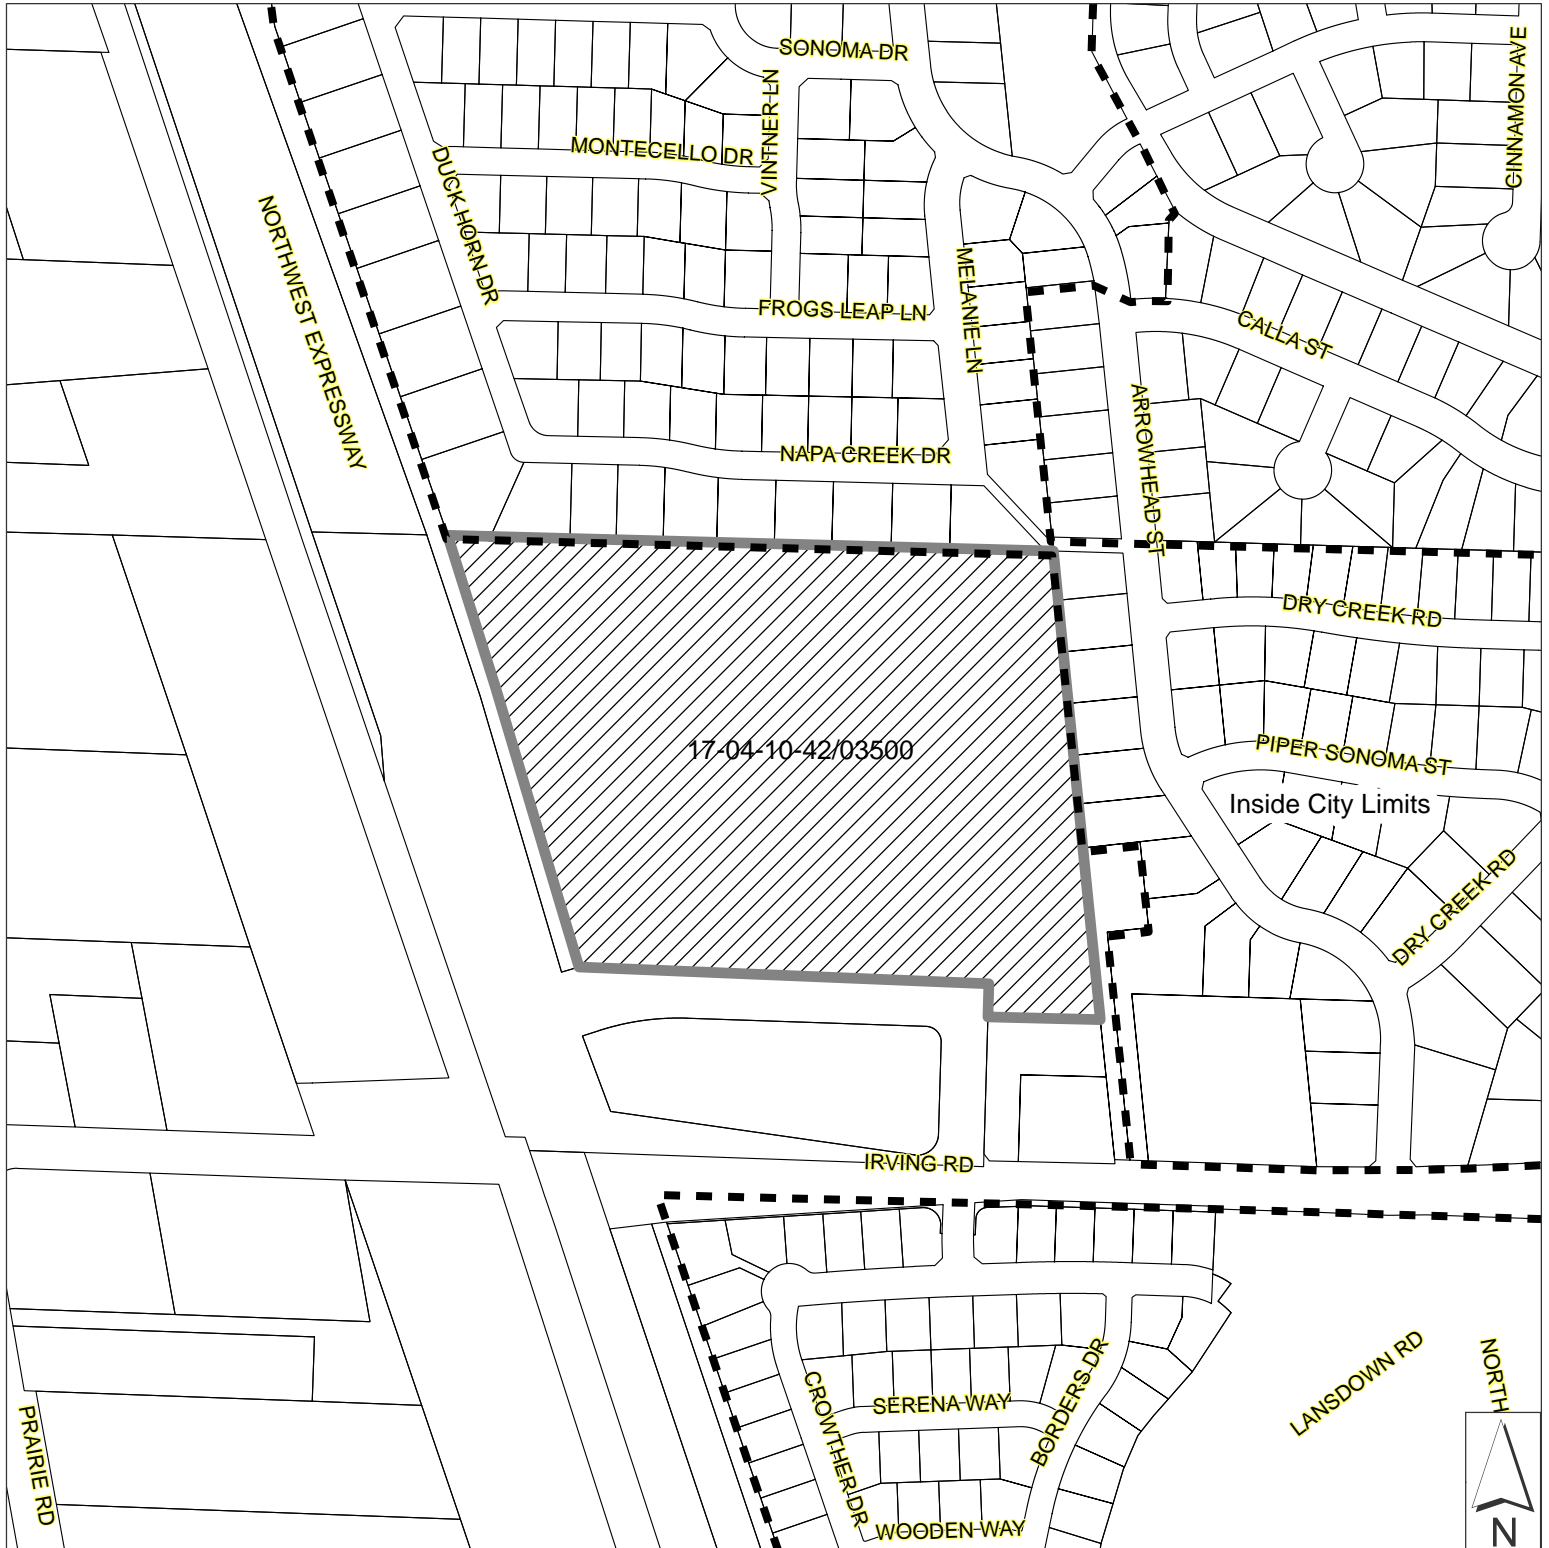 SONOMA DR
CINNAMON AVE
VINTNER LN
MONTECELLO DR
DUCK HORN DR
NORTHWEST EXPRESSWAY
MELANIE LN
FROGS LEAP LN
CALLA ST
ARROWHEAD ST
NAPA CREEK DR
DRY CREEK RD
17-04-10-42/03500
PIPER SONOMA ST
Inside City Limits
DRY CREEK RD
IRVING RD
LANSDOWN RD
NORTH
CROWTHER DR
SERENA WAY
BORDERS DR
PRAIRIE RD
WOODEN WAY
N